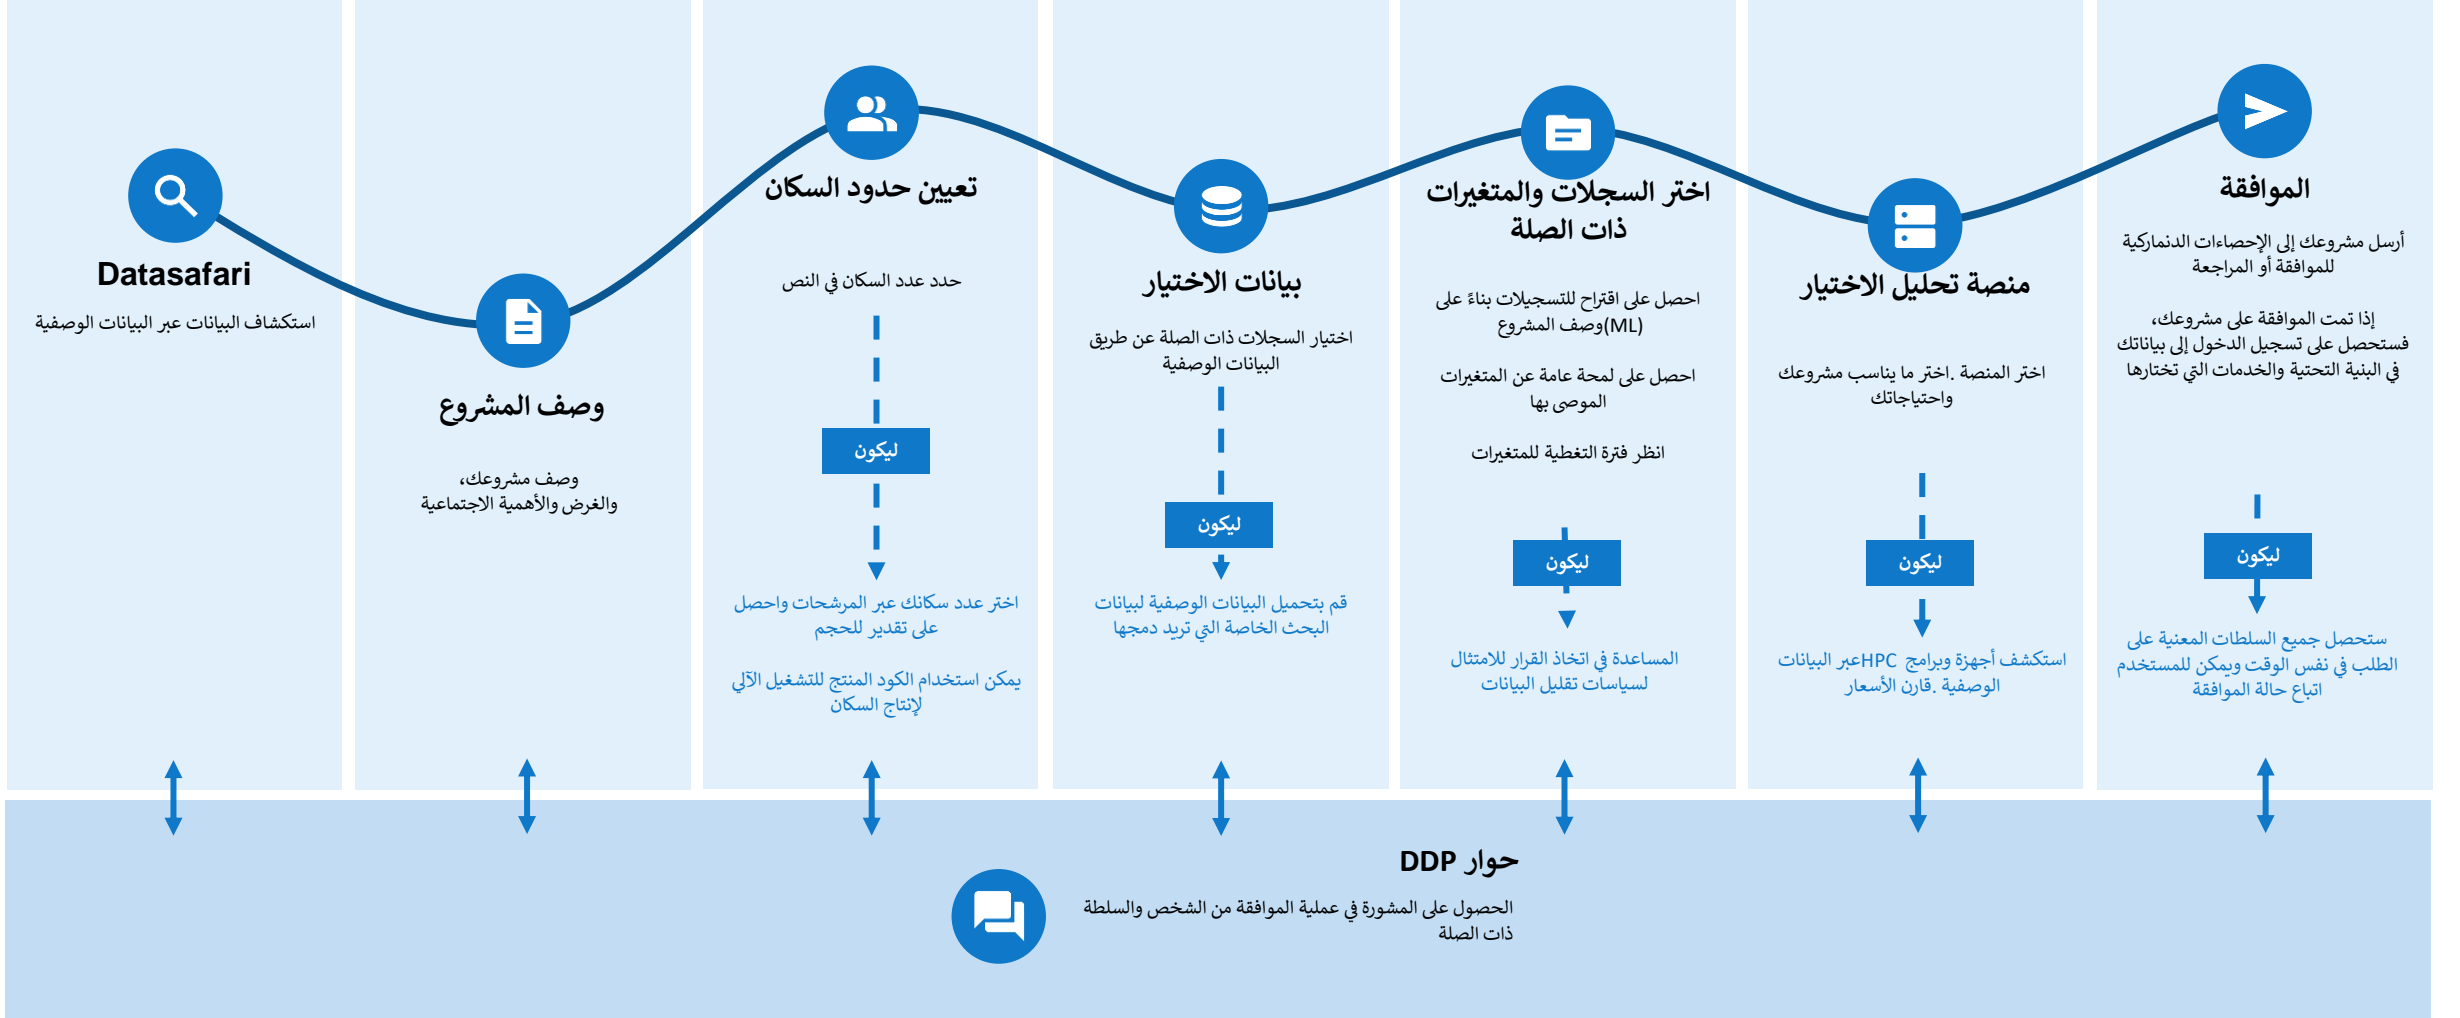 Datasafari
استكشاف البيانات عبر البيانات الوصفية
وصف المشروع
وصف مشروعك،
والغرض والأهمية الاجتماعية
تعيين حدود السكان
حدد عدد السكان في النص
ليكون
اختر عدد سكانك عبر المرشحات واحصل
على تقدير للحجم
يمكن استخدام الكود المنتج للتشغيل الآلي
لإنتاج السكان
بيانات الاختيار
اختيار السجلات ذات الصلة عن طريق
البيانات الوصفية
ليكون
قم بتحميل البيانات الوصفية لبيانات
البحث الخاصة التي تريد دمجها
اختر السجلات والمتغيرات
ذات الصلة
احصل على اقتراح للتسجيلات بناءً على
وصف المشروع(ML)
احصل على لمحة عامة عن المتغيرات
الموصى بها
انظر فترة التغطية للمتغيرات
ليكون
المساعدة في اتخاذ القرار للامتثال
لسياسات تقليل البيانات
منصة تحليل الاختيار
اختر المنصة .اختر ما يناسب مشروعك
واحتياجاتك
ليكون
استكشف أجهزة وبرامج HPCعبر البيانات
الوصفية .قارن الأسعار
الموافقة
أرسل مشروعك إلى الإحصاءات الدنماركية
للموافقة أو المراجعة
إذا تمت الموافقة على مشروعك،
فستحصل على تسجيل الدخول إلى بياناتك
في البنية التحتية والخدمات التي تختارها
ليكون
ستحصل جميع السلطات المعنية على
الطلب في نفس الوقت ويمكن للمستخدم
اتباع حالة الموافقة
حوار DDP
الحصول على المشورة في عملية الموافقة من الشخص والسلطة
ذات الصلة